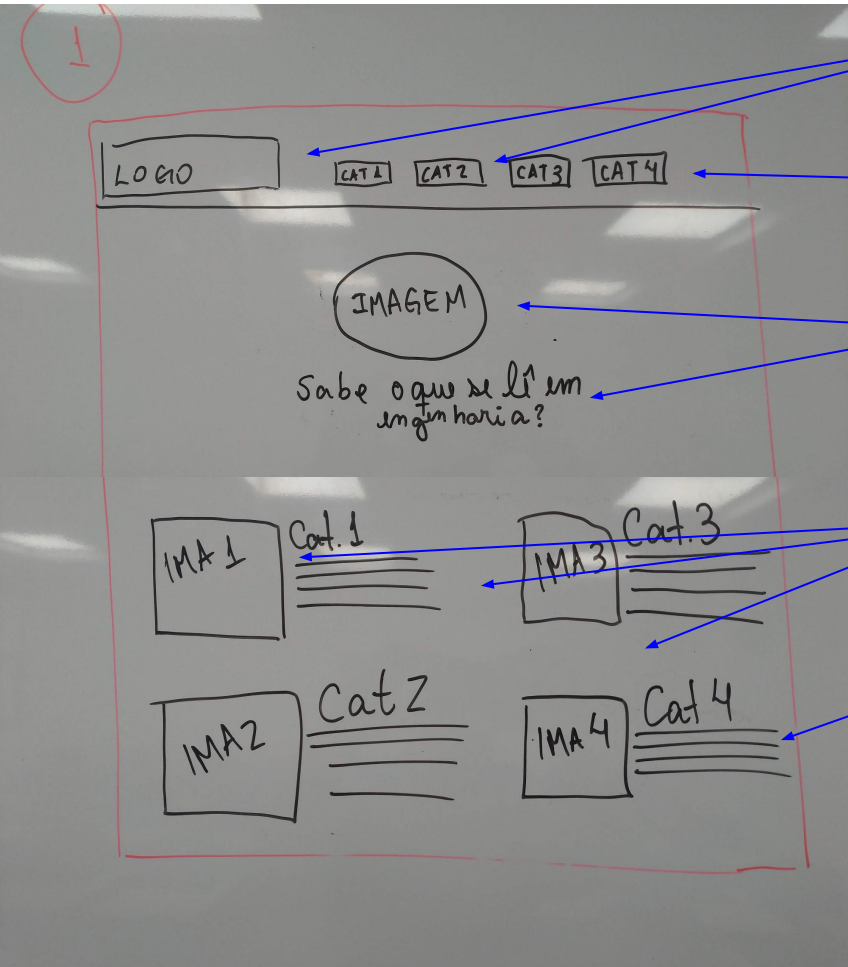 1
LOGO
CAT 1
CAT 2
CAT 3
CAT 4
IMAGEM
Sabe o que se lê em
engenharia?
IMA 1
Cat. 1
IMA 3
Cat. 3
IMA 2
Cat 2
IMA 4
Cat 4